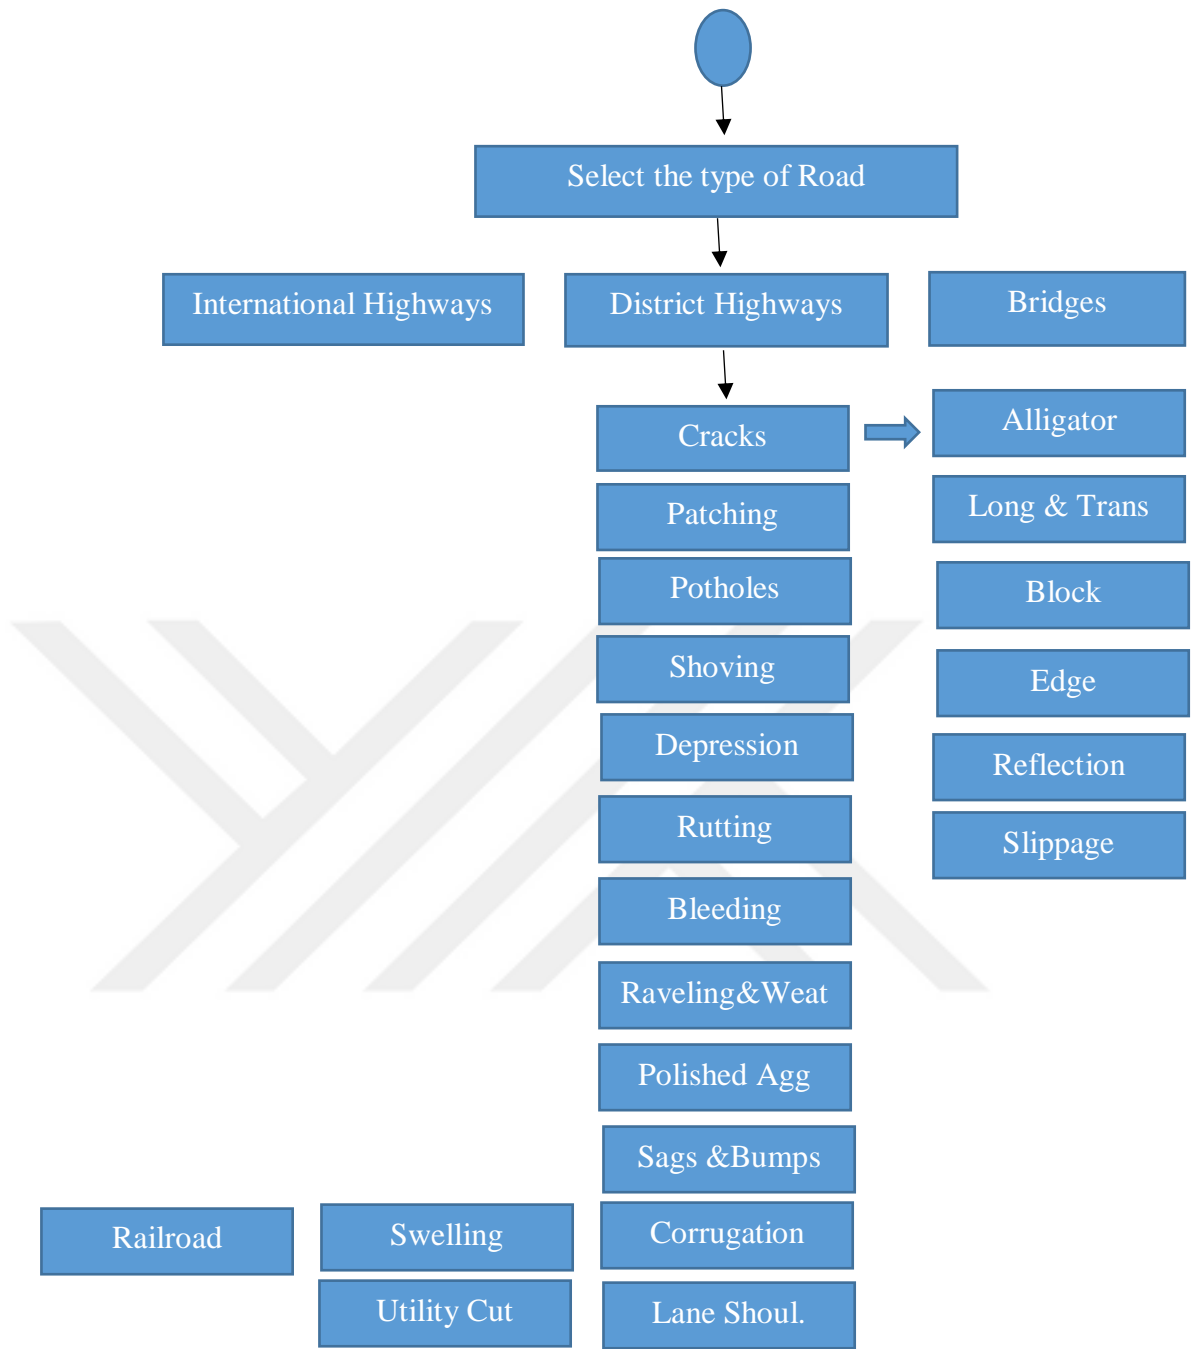 Select the type of Road
International Highways
District Highways
Bridges
Cracks
Alligator
Patching
Long & Trans
Potholes
Block
Shoving
Edge
Depression
Reflection
Rutting
Slippage
Bleeding
Raveling&Weat
Polished Agg
Sags &Bumps
Railroad
Swelling
Corrugation
Utility Cut
Lane Shoul.